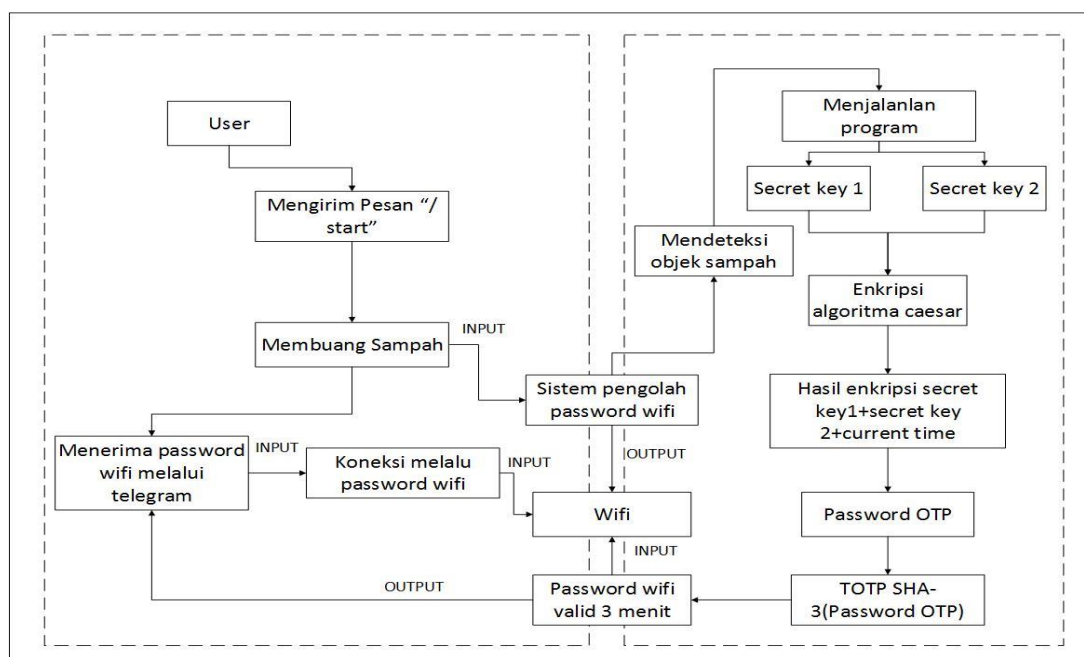 User
Mengirim Pesan “/
start”
Membuang Sampah
INPUT
Menerima password
wifi melalui
telegram
INPUT
Koneksi melalu
password wifi
INPUT
Sistem pengolah
password wifi
OUTPUT
Wifi
INPUT
Password wifi
valid 3 menit
OUTPUT
Mendeteksi
objek sampah
Menjalanlan
program
Secret key 1
Secret key 2
Enkripsi
algoritma caesar
Hasil enkripsi secret
key1+secret key
2+current time
Password OTP
TOTP SHA-
3(Password OTP)